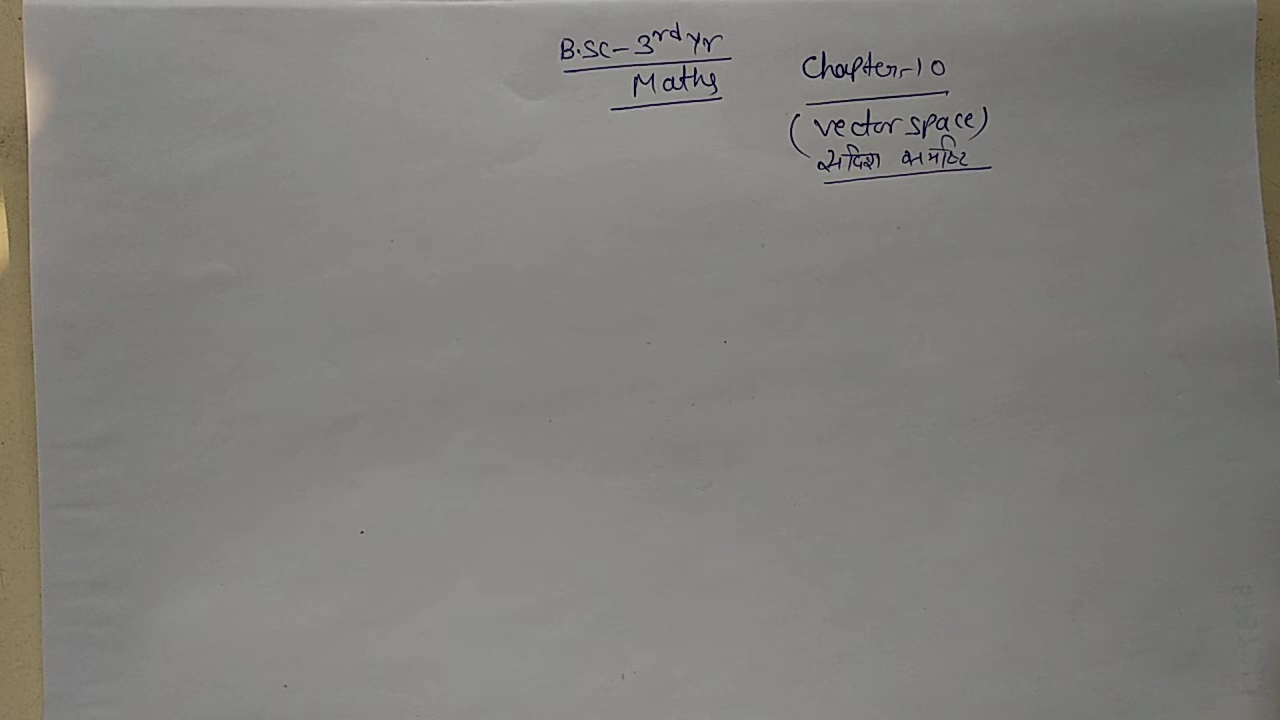 B.SC-3rd yr
Maths
Chapter-10
(vector space)
सदिश समष्टि